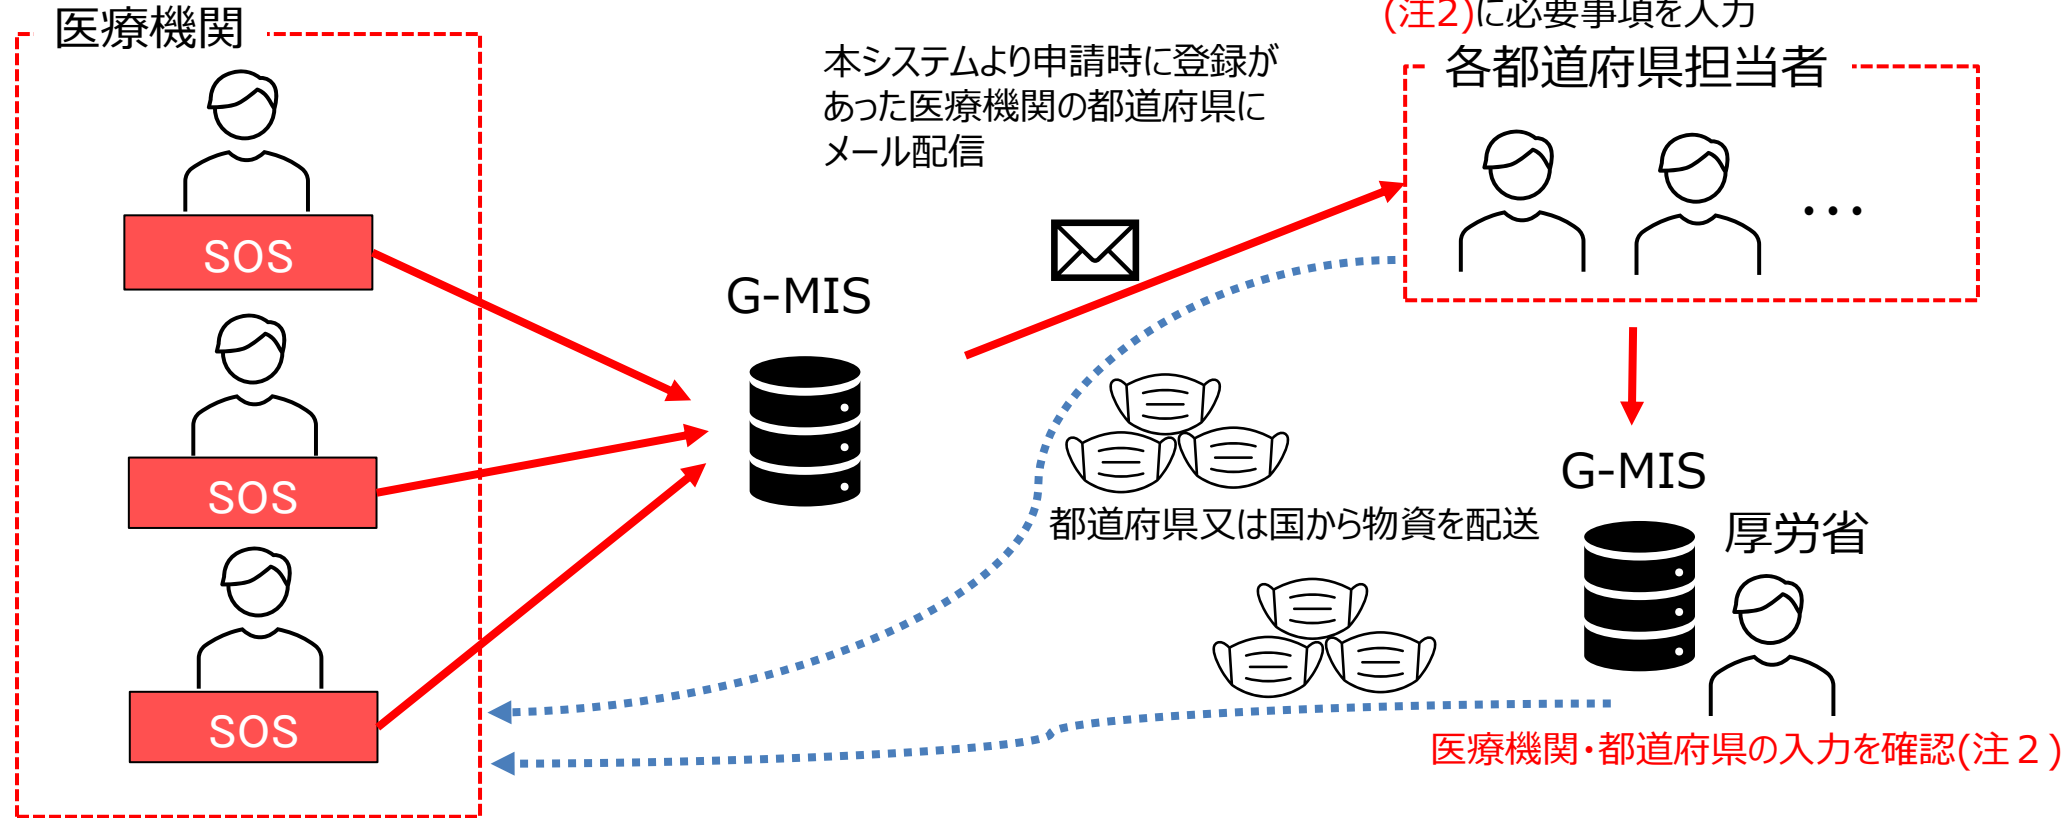 医療機関
(注2)に必要事項を入力
本システムより申請時に登録が
あった医療機関の都道府県に
メール配信
各都道府県担当者
…
SOS
G-MIS
SOS
G-MIS
都道府県又は国から物資を配送
厚労省
SOS
医療機関・都道府県の入力を確認(注２)